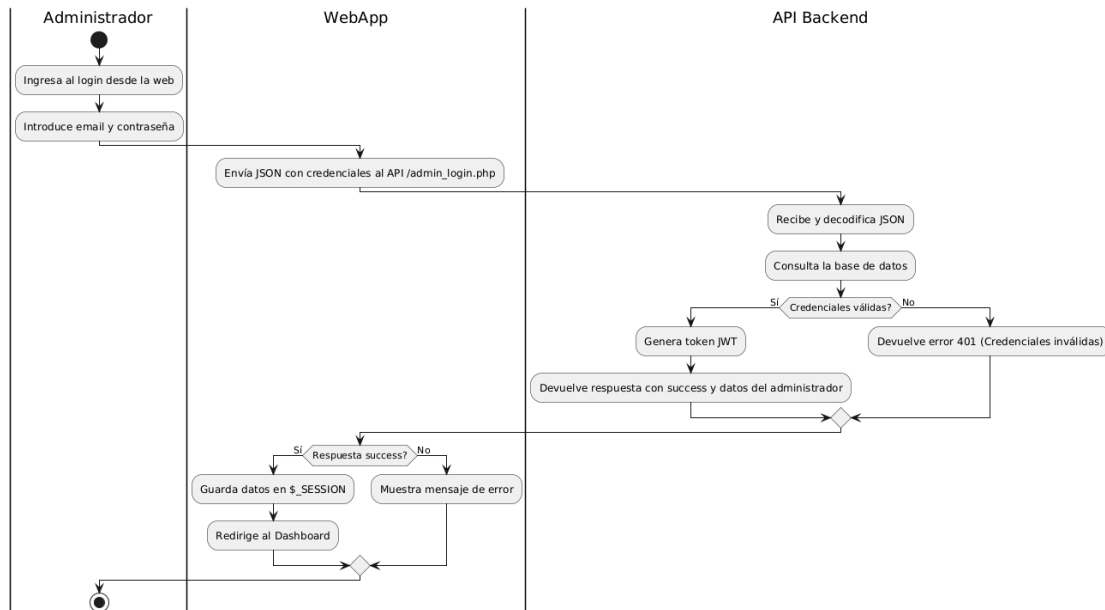 Administrador
WebApp
API Backend
Ingresa al login desde la web
Introduce email y contraseña
Envía JSON con credenciales al API /admin_login.php
Recibe y decodifica JSON
Consulta la base de datos
Sí
Credenciales válidas?
No
Genera token JWT
Devuelve error 401 (Credenciales inválidas)
Devuelve respuesta con success y datos del administrador
Sí
Respuesta success?
No
Guarda datos en $_SESSION
Muestra mensaje de error
Redirige al Dashboard